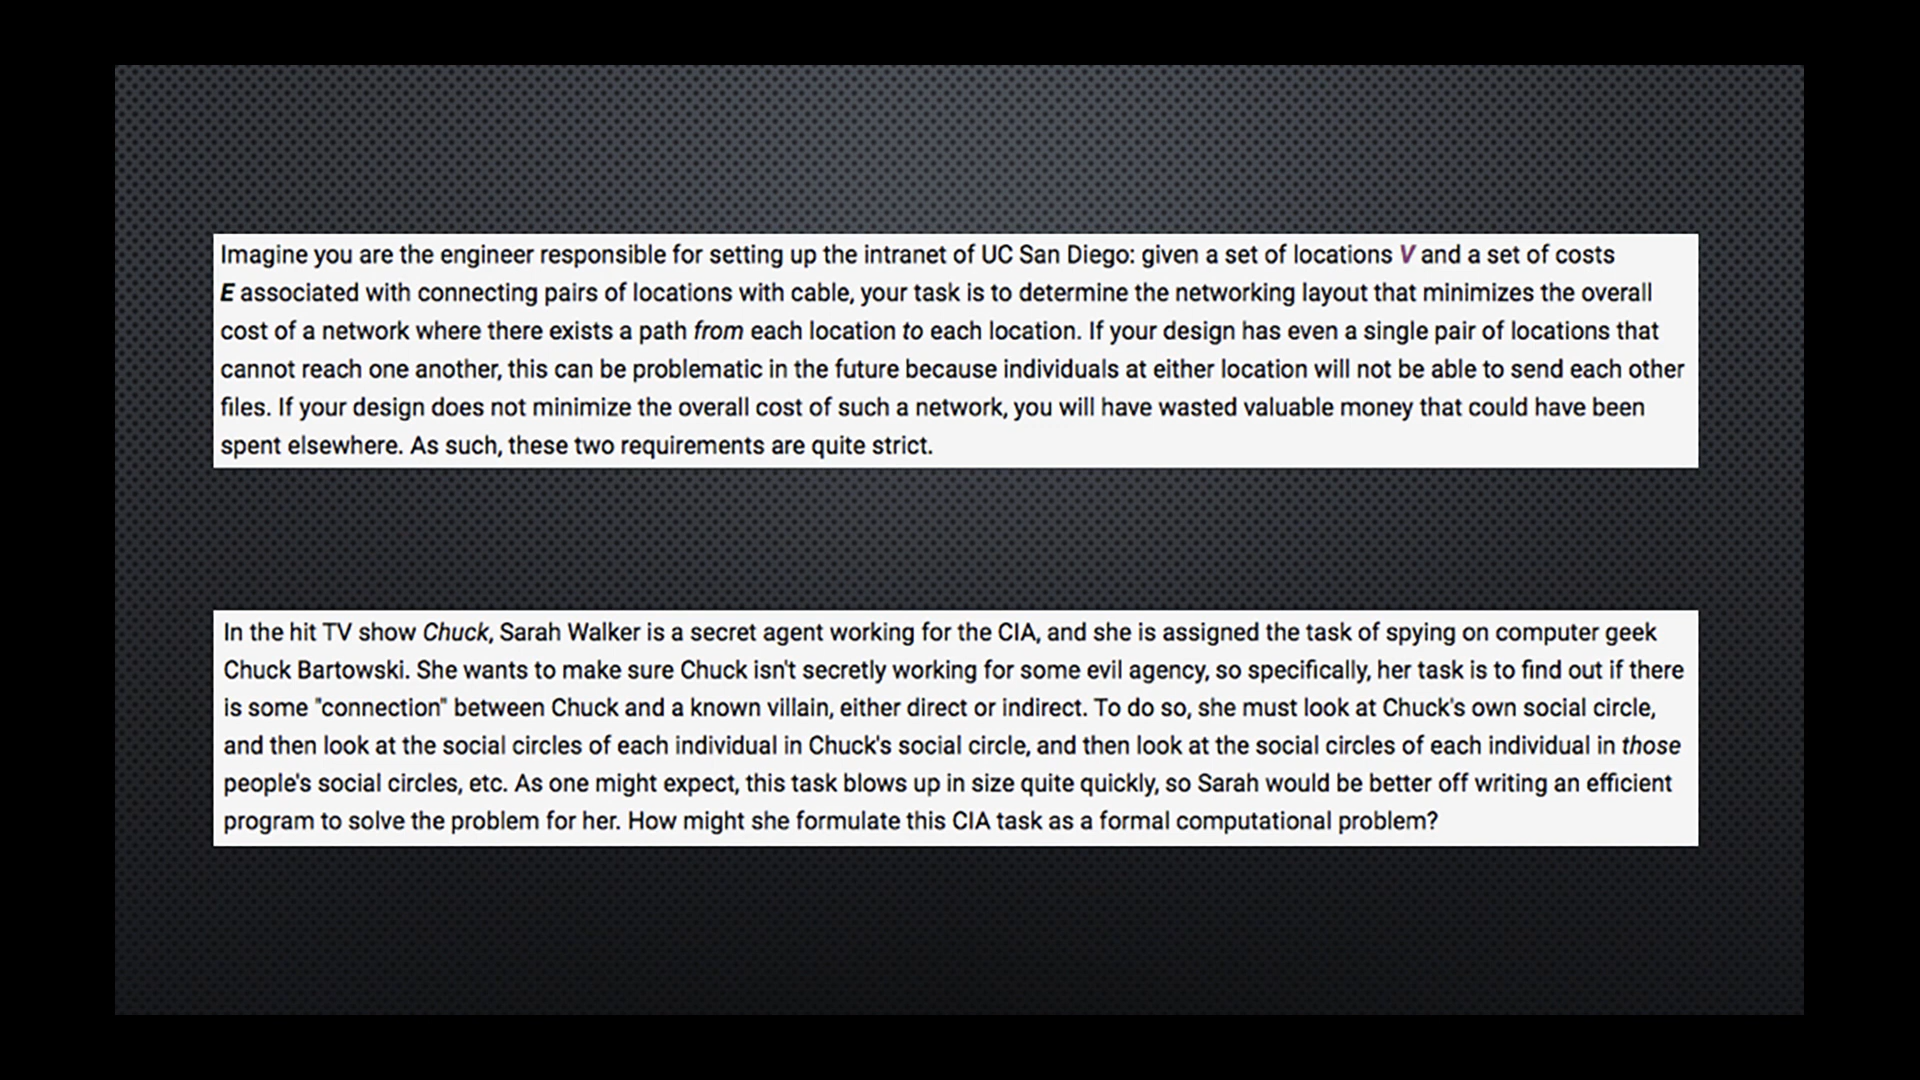 Imagine you are the engineer responsible for setting up the intranet of UC San Diego: given a set of locations V and a set of costs
E associated with connecting pairs of locations with cable, your task is to determine the networking layout that minimizes the overall
cost of a network where there exists a path from each location to each location. If your design has even a single pair of locations that
cannot reach one another, this can be problematic in the future because individuals at either location will not be able to send each other
files. If your design does not minimize the overall cost of such a network, you will have wasted valuable money that could have been
spent elsewhere. As such, these two requirements are quite strict.
In the hit TV show Chuck, Sarah Walker is a secret agent working for the CIA, and she is assigned the task of spying on computer geek
Chuck Bartowski. She wants to make sure Chuck isn't secretly working for some evil agency, so specifically, her task is to find out if there
is some "connection" between Chuck and a known villain, either direct or indirect. To do so, she must look at Chuck's own social circle,
and then look at the social circles of each individual in Chuck's social circle, and then look at the social circles of each individual in those
people's social circles, etc. As one might expect, this task blows up in size quite quickly, so Sarah would be better off writing an efficient
program to solve the problem for her. How might she formulate this CIA task as a formal computational problem?